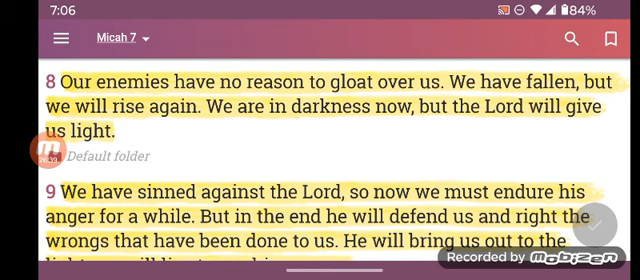 7:06
84%
Micah 7
8 Our enemies have no reason to gloat over us. We have fallen, but
we will rise again. We are in darkness now, but the Lord will give
us light.
26:39
Default folder
9 We have sinned against the Lord, so now we must endure his
anger for a while. But in the end he will defend us and right the
wrongs that have been done to us. He will bring us out to the
Recorded by Mobizen